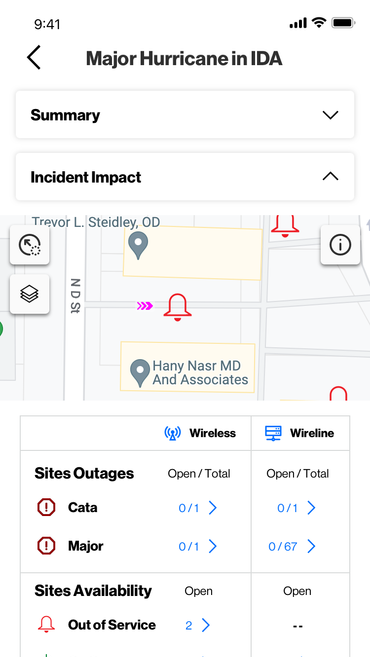 9:41
Major Hurricane in IDA
Summary
Incident Impact
Trevor L. Steidley, OD
N D St
Hany Nasr MD
And Associates
Wireless Wireline
Sites Outages Open / Total Open / Total
Cata 0 / 1 0 / 1
Major 0 / 1 0 / 67
Sites Availability Open Open
Out of Service 2 --